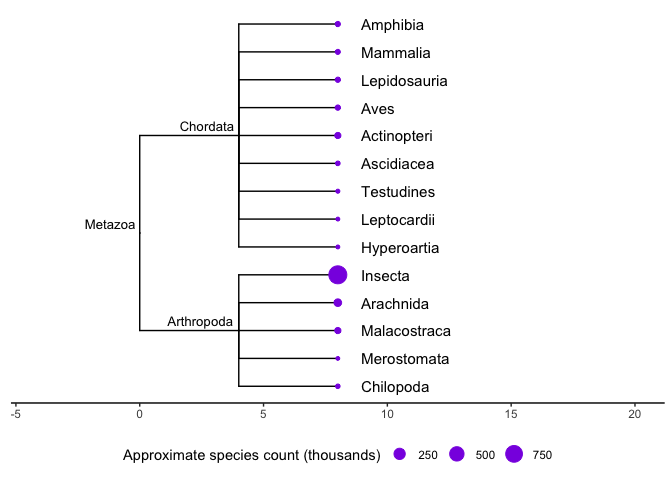 Amphibia
Mammalia
Lepidosauria
Aves
Chordata
Actinopteri
Ascidiacea
Testudines
Leptocardii
Metazoa
Hyperoartia
Insecta
Arachnida
Arthropoda
Malacostraca
Merostomata
Chilopoda
-5 0 5 10 15 20
Approximate species count (thousands) 250 500 750